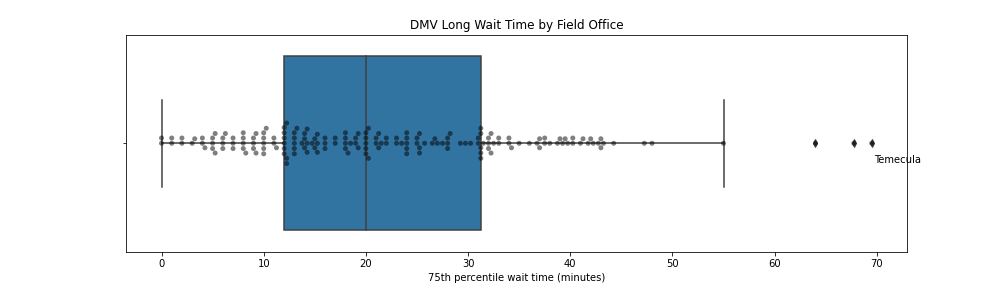 DMV Long Wait Time by Field Office
Temecula
0 10 20 30 40 50 60 70
75th percentile wait time (minutes)